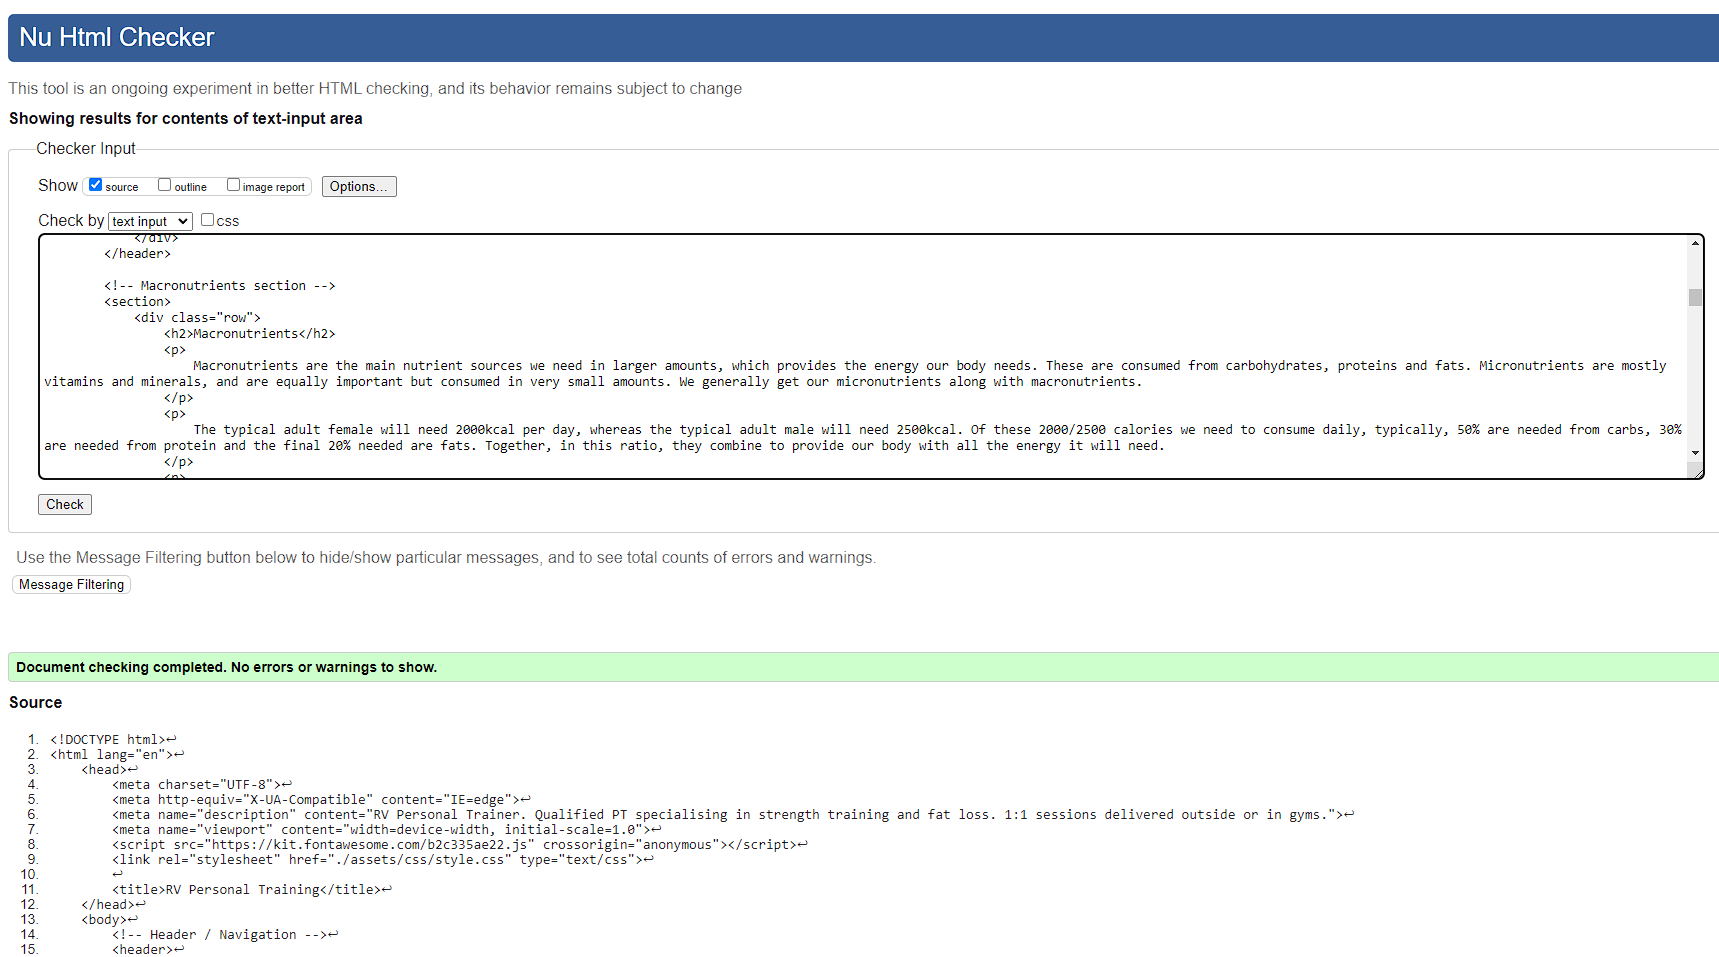 Nu Html Checker
This tool is an ongoing experiment in better HTML checking, and its behavior remains subject to change
Showing results for contents of text-input area
Checker Input
Show source outline image report Options...
Check by text input css
</div>
</header>
<!-- Macronutrients section -->
<section>
<div class="row">
<h2>Macronutrients</h2>
<p>
Macronutrients are the main nutrient sources we need in larger amounts, which provides the energy our body needs. These are consumed from carbohydrates, proteins and fats. Micronutrients are mostly
vitamins and minerals, and are equally important but consumed in very small amounts. We generally get our micronutrients along with macronutrients.
</p>
<p>
The typical adult female will need 2000kcal per day, whereas the typical adult male will need 2500kcal. Of these 2000/2500 calories we need to consume daily, typically, 50% are needed from carbs, 30%
are needed from protein and the final 20% needed are fats. Together, in this ratio, they combine to provide our body with all the energy it will need.
</p>
<p>
Check
Use the Message Filtering button below to hide/show particular messages, and to see total counts of errors and warnings.
Message Filtering
Document checking completed. No errors or warnings to show.
Source
1. <!DOCTYPE html>↩
2. <html lang="en">↩
3. <head>↩
4. <meta charset="UTF-8">↩
5. <meta http-equiv="X-UA-Compatible" content="IE=edge">↩
6. <meta name="description" content="RV Personal Trainer. Qualified PT specialising in strength training and fat loss. 1:1 sessions delivered outside or in gyms.">↩
7. <meta name="viewport" content="width=device-width, initial-scale=1.0">↩
8. <script src="https://kit.fontawesome.com/b2c335ae22.js" crossorigin="anonymous"></script>↩
9. <link rel="stylesheet" href="./assets/css/style.css" type="text/css">↩
10. ↩
11. <title>RV Personal Training</title>↩
12. </head>↩
13. <body>↩
14. <!-- Header / Navigation -->↩
15. <header>↩